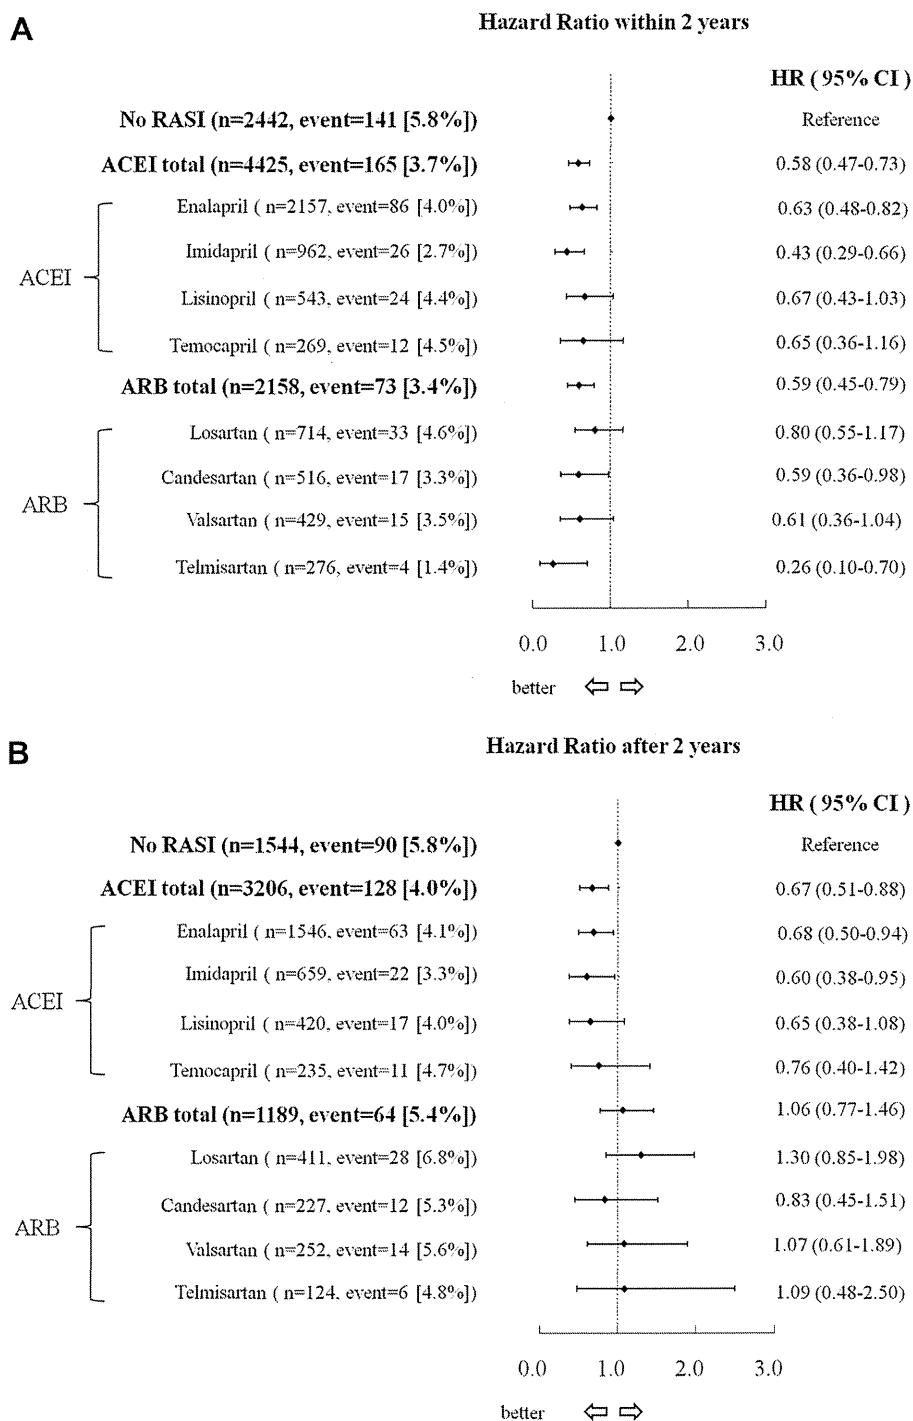 A
Hazard Ratio within 2 years
HR ( 95% CI )
No RASI (n=2442, event=141 [5.8%]) Reference
ACEI total (n=4425, event=165 [3.7%]) 0.58 (0.47-0.73)
Enalapril ( n=2157, event=86 [4.0%]) 0.63 (0.48-0.82)
Imidapril ( n=962, event=26 [2.7%]) 0.43 (0.29-0.66)
ACEI
Lisinopril ( n=543, event=24 [4.4%]) 0.67 (0.43-1.03)
Temocapril ( n=269, event=12 [4.5%]) 0.65 (0.36-1.16)
ARB total (n=2158, event=73 [3.4%]) 0.59 (0.45-0.79)
Losartan ( n=714, event=33 [4.6%]) 0.80 (0.55-1.17)
Candesartan ( n=516, event=17 [3.3%]) 0.59 (0.36-0.98)
ARB
Valsartan ( n=429, event=15 [3.5%]) 0.61 (0.36-1.04)
Telmisartan ( n=276, event=4 [1.4%]) 0.26 (0.10-0.70)
0.0 1.0 2.0 3.0
better
B
Hazard Ratio after 2 years
HR ( 95% CI )
No RASI (n=1544, event=90 [5.8%]) Reference
ACEI total (n=3206, event=128 [4.0%]) 0.67 (0.51-0.88)
Enalapril ( n=1546, event=63 [4.1%]) 0.68 (0.50-0.94)
Imidapril ( n=659, event=22 [3.3%]) 0.60 (0.38-0.95)
ACEI
Lisinopril ( n=420, event=17 [4.0%]) 0.65 (0.38-1.08)
Temocapril ( n=235, event=11 [4.7%]) 0.76 (0.40-1.42)
ARB total (n=1189, event=64 [5.4%]) 1.06 (0.77-1.46)
Losartan ( n=411, event=28 [6.8%]) 1.30 (0.85-1.98)
Candesartan ( n=227, event=12 [5.3%]) 0.83 (0.45-1.51)
ARB
Valsartan ( n=252, event=14 [5.6%]) 1.07 (0.61-1.89)
Telmisartan ( n=124, event=6 [4.8%]) 1.09 (0.48-2.50)
0.0 1.0 2.0 3.0
better